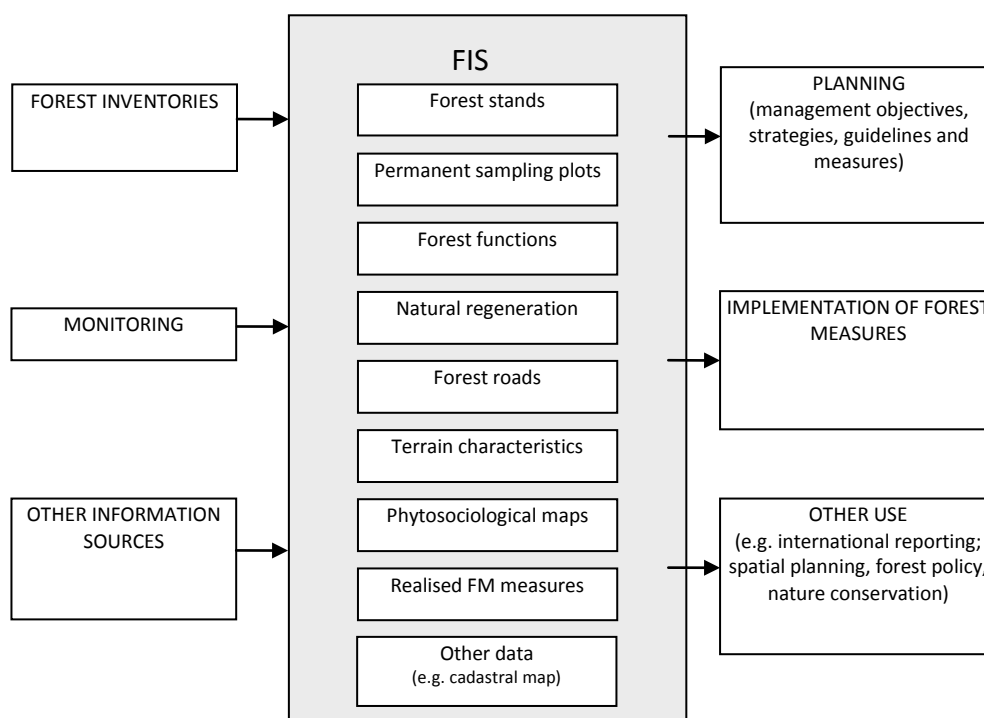 FOREST INVENTORIES
MONITORING
OTHER INFORMATION
SOURCES
FIS
Forest stands
Permanent sampling plots
Forest functions
Natural regeneration
Forest roads
Terrain characteristics
Phytosociological maps
Realised FM measures
Other data
(e.g. cadastral map)
PLANNING
(management objectives,
strategies, guidelines and
measures)
IMPLEMENTATION OF FOREST
MEASURES
OTHER USE
(e.g. international reporting;
spatial planning, forest policy,
nature conservation)